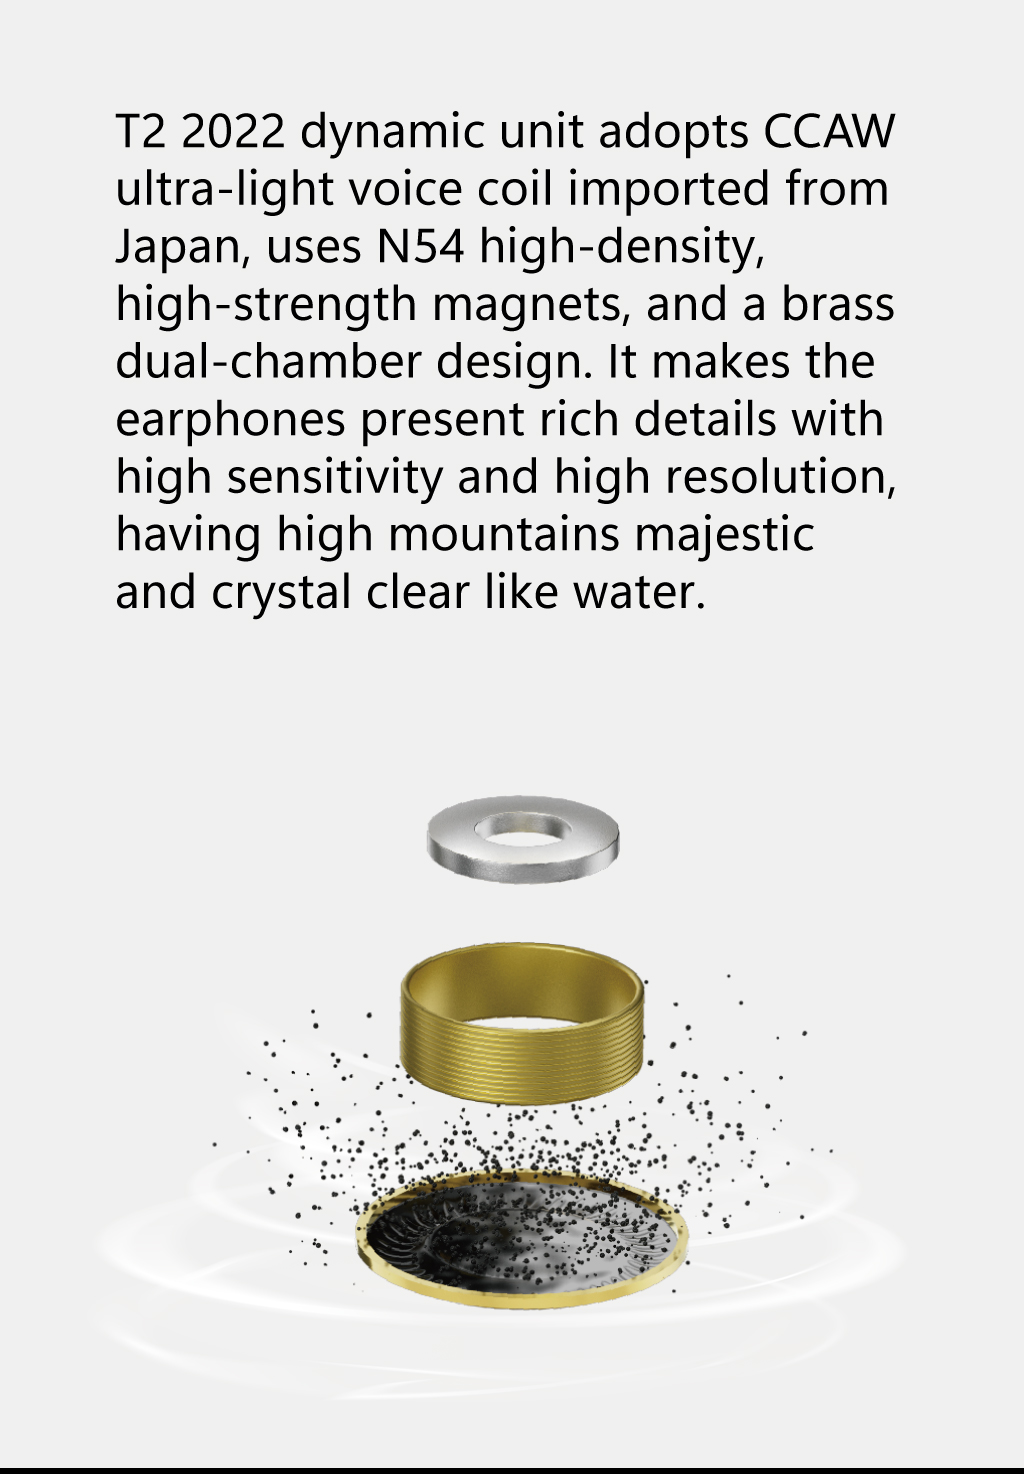 T2 2022 dynamic unit adopts CCAW
ultra-light voice coil imported from
Japan, uses N54 high-density,
high-strength magnets, and a brass
dual-chamber design. It makes the
earphones present rich details with
high sensitivity and high resolution,
having high mountains majestic
and crystal clear like water.